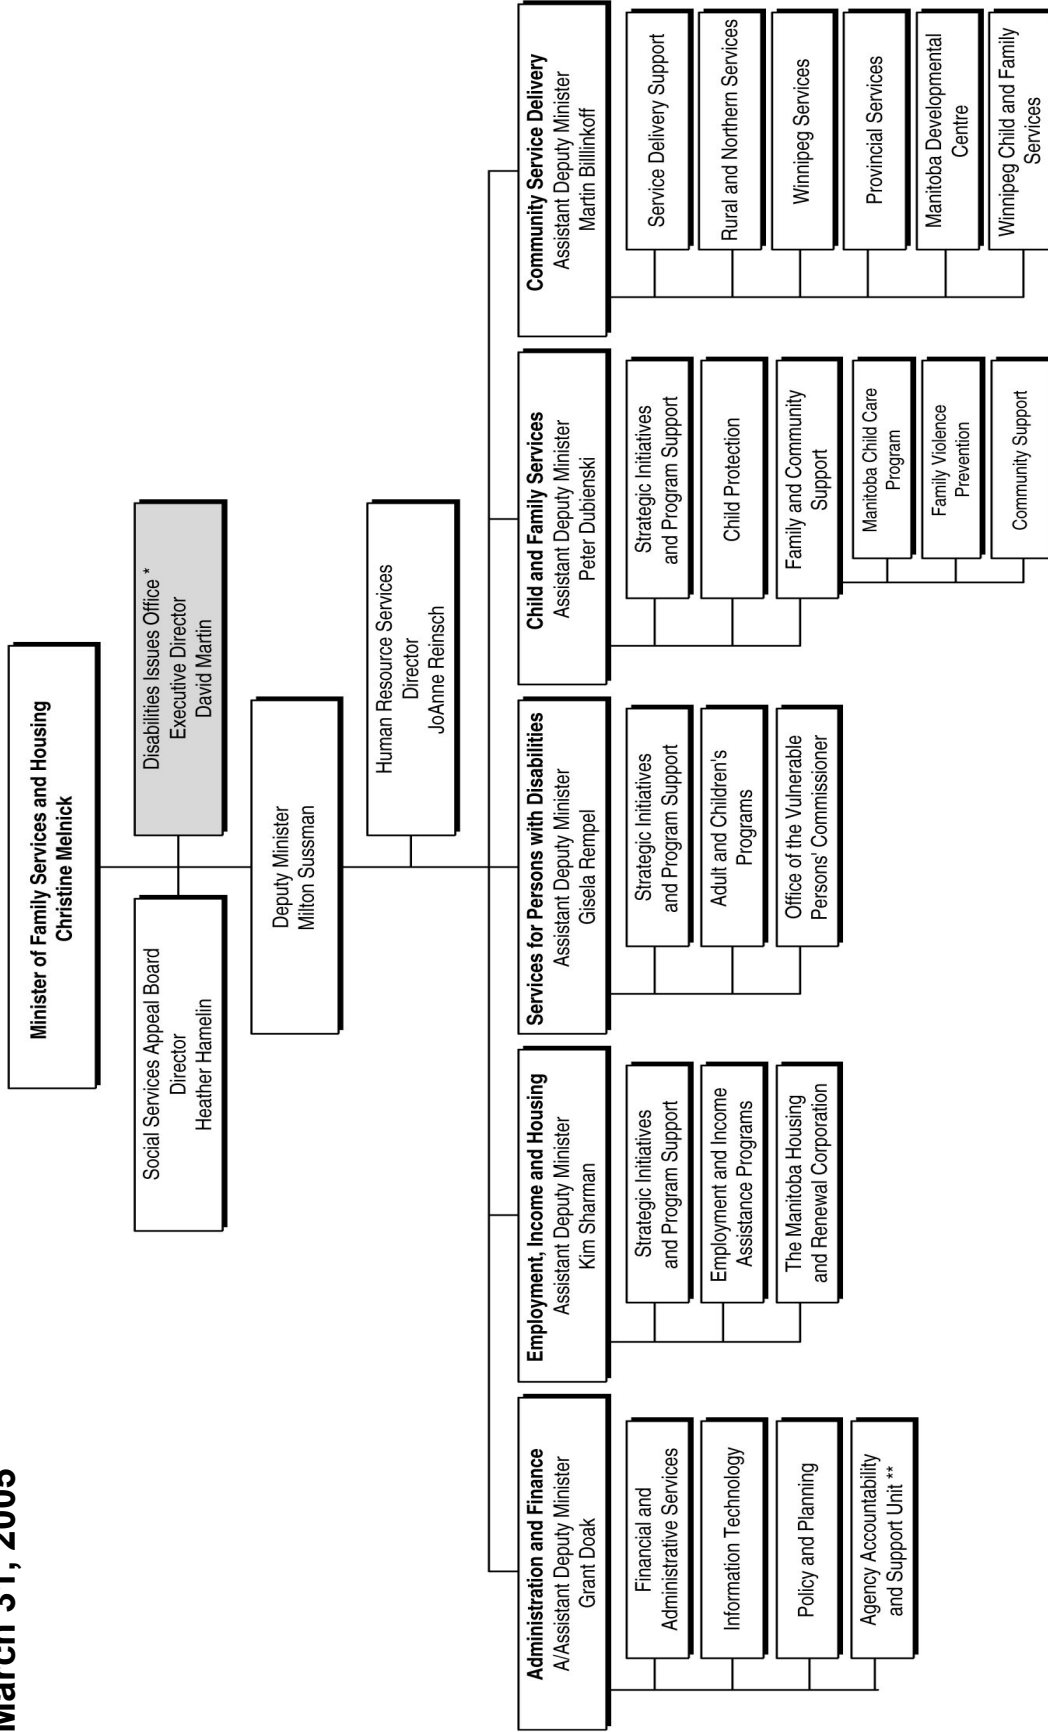 March 31, 2005
Minister of Family Services and Housing
Christine Melnick
Social Services Appeal Board
Director
Heather Hamelin
Disabilities Issues Office *
Executive Director
David Martin
Deputy Minister
Milton Sussman
Human Resource Services
Director
JoAnne Reinsch
Administration and Finance
A/Assistant Deputy Minister
Grant Doak
Financial and
Administrative Services
Information Technology
Policy and Planning
Agency Accountability
and Support Unit **
Employment, Income and Housing
Assistant Deputy Minister
Kim Sharman
Strategic Initiatives
and Program Support
Employment and Income
Assistance Programs
The Manitoba Housing
and Renewal Corporation
Services for Persons with Disabilities
Assistant Deputy Minister
Gisela Rempel
Strategic Initiatives
and Program Support
Adult and Children's
Programs
Office of the Vulnerable
Persons' Commissioner
Child and Family Services
Assistant Deputy Minister
Peter Dubienski
Strategic Initiatives
and Program Support
Child Protection
Family and Community
Support
Manitoba Child Care
Program
Family Violence
Prevention
Community Support
Community Service Delivery
Assistant Deputy Minister
Martin Billlinkoff
Service Delivery Support
Rural and Northern Services
Winnipeg Services
Provincial Services
Manitoba Developmental
Centre
Winnipeg Child and Family
Services